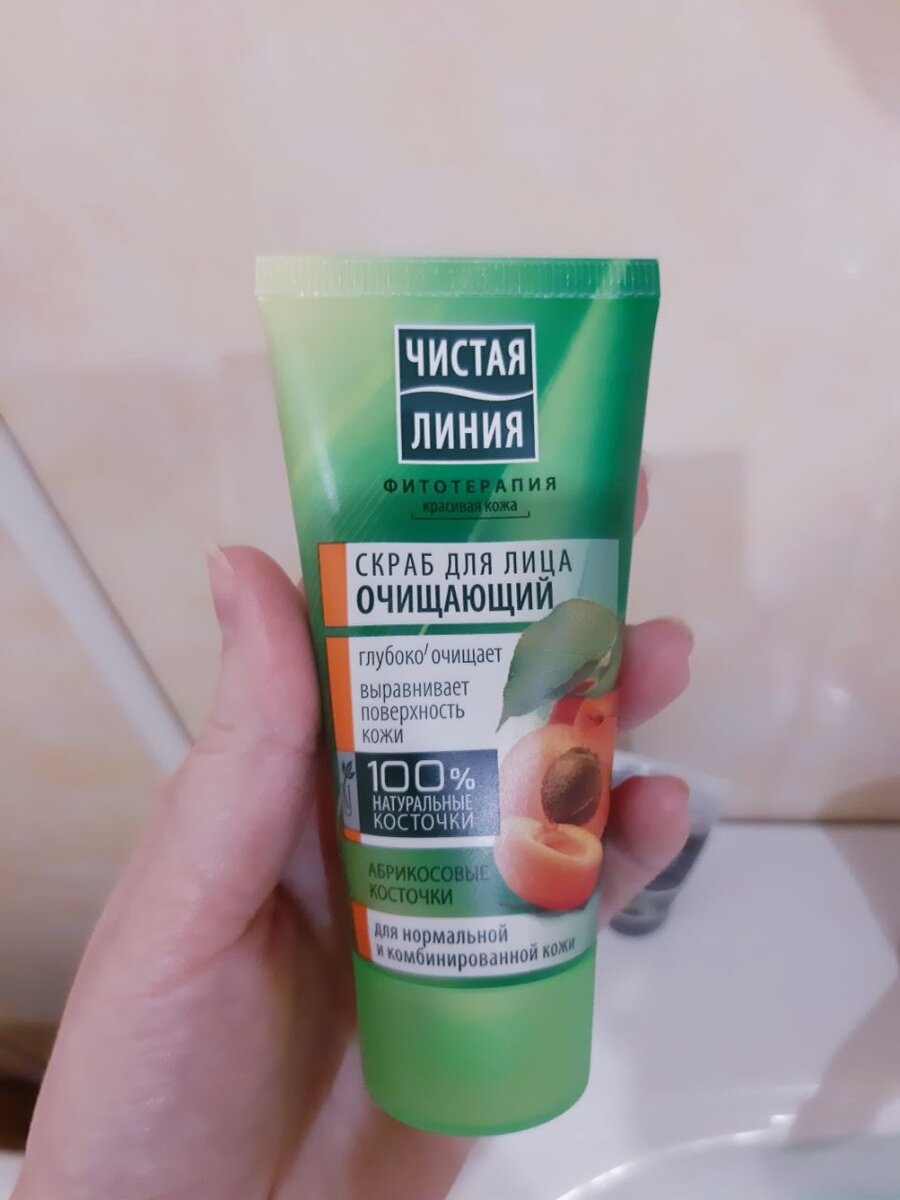 ЧИСТАЯ
ЛИНИЯ
ФИТОТЕРАПИЯ
красивая кожа
СКРАБ ДЛЯ ЛИЦА
ОЧИЩАЮЩИЙ
глубоко очищает
выравнивает
поверхность
кожи
100%
НАТУРАЛЬНЫЕ
КОСТОЧКИ
АБРИКОСОВЫЕ
КОСТОЧКИ
для нормальной
и комбинированной кожи